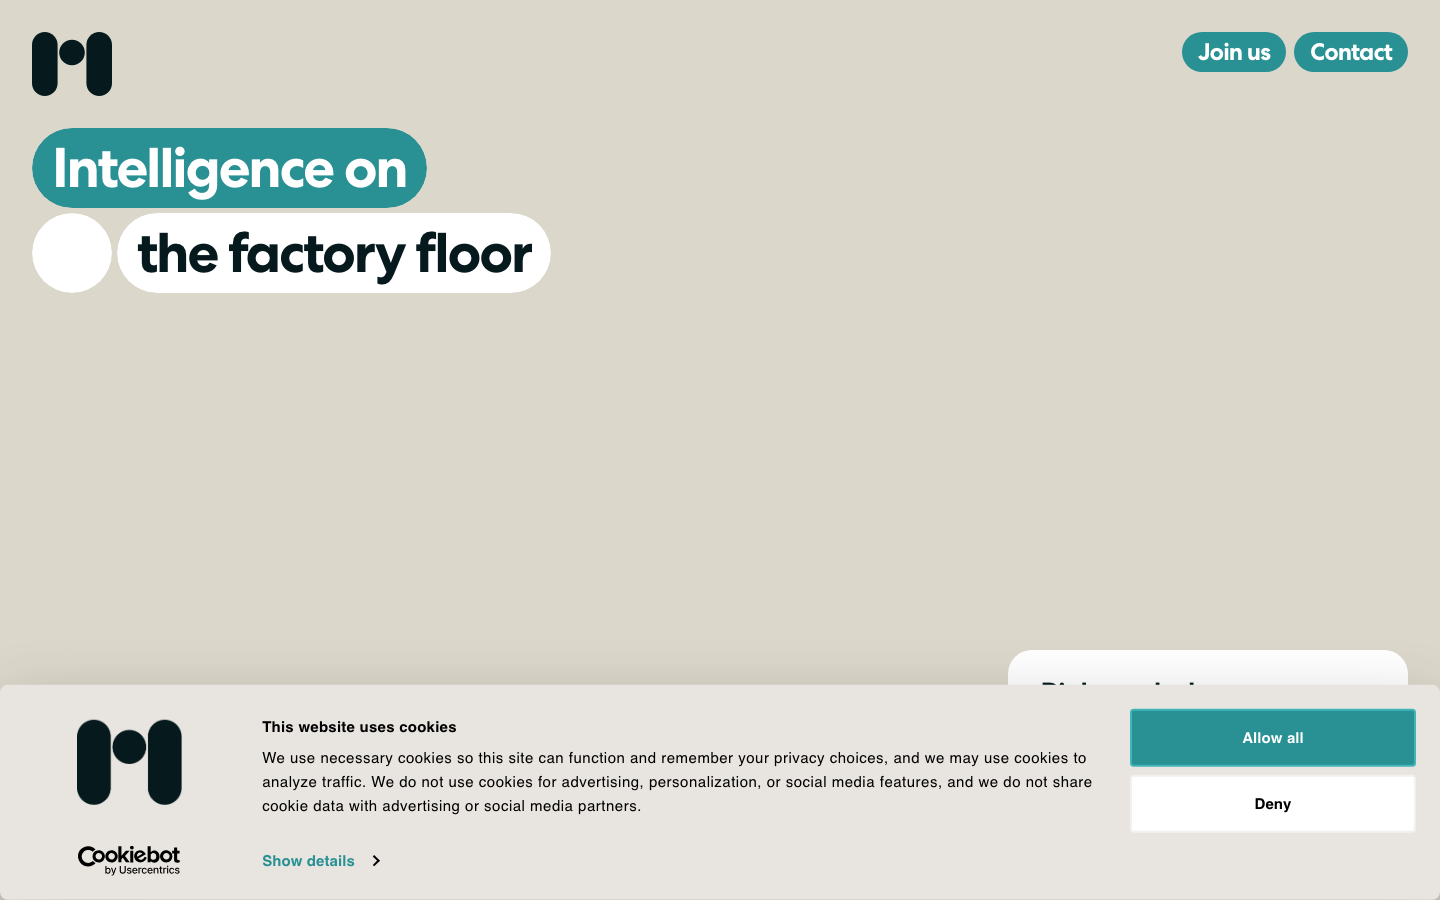 Join us
Contact
Intelligence on
the factory floor
This website uses cookies
We use necessary cookies so this site can function and remember your privacy choices, and we may use cookies to
analyze traffic. We do not use cookies for advertising, personalization, or social media features, and we do not share
cookie data with advertising or social media partners.
Allow all
Deny
Cookiebot
by Usercentrics
Show details